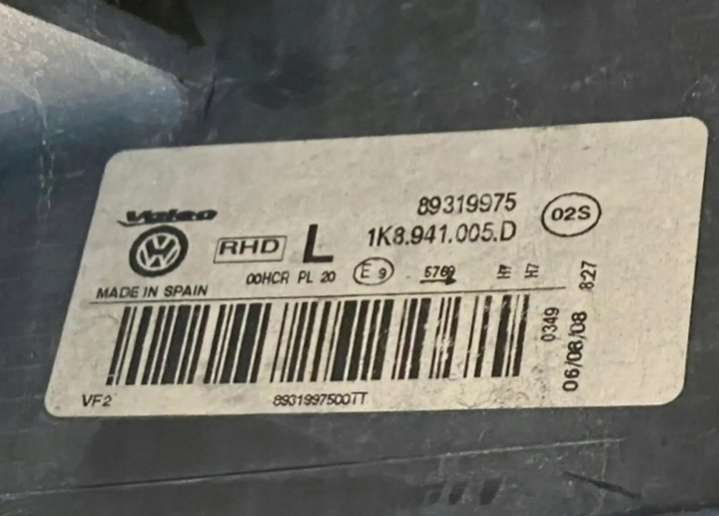 Valeo
89319975
02S
RHD L
1K8.941.005.D
00HCR PL 20 E9 5760
MADE IN SPAIN
0349
06/08/08 827
VF2
8931997500TT